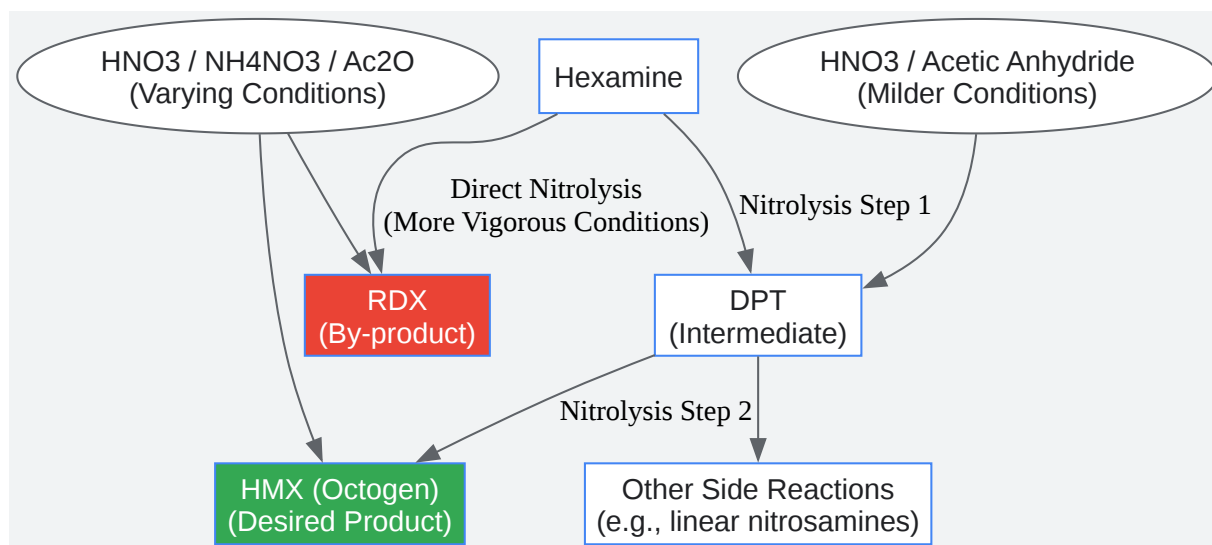 HNO3 / NH4NO3 / Ac2O
(Varying Conditions)
Hexamine
HNO3 / Acetic Anhydride
(Milder Conditions)
Direct Nitrolysis
(More Vigorous Conditions)
Nitrolysis Step 1
RDX
(By-product)
DPT
(Intermediate)
Nitrolysis Step 2
HMX (Octogen)
(Desired Product)
Other Side Reactions
(e.g., linear nitrosamines)